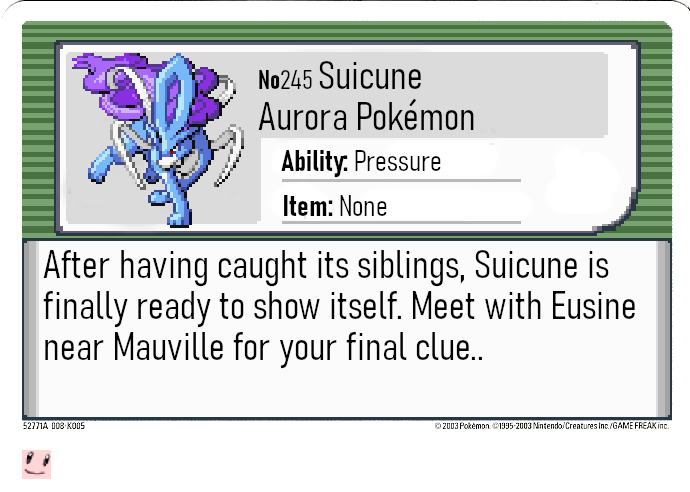 No245 Suicune
Aurora Pokémon
Ability: Pressure
Item: None
After having caught its siblings, Suicune is
finally ready to show itself. Meet with Eusine
near Mauville for your final clue..
52771A 008-K005
© 2003 Pokémon. ©1995-2003 Nintendo/Creatures Inc./GAME FREAK inc.